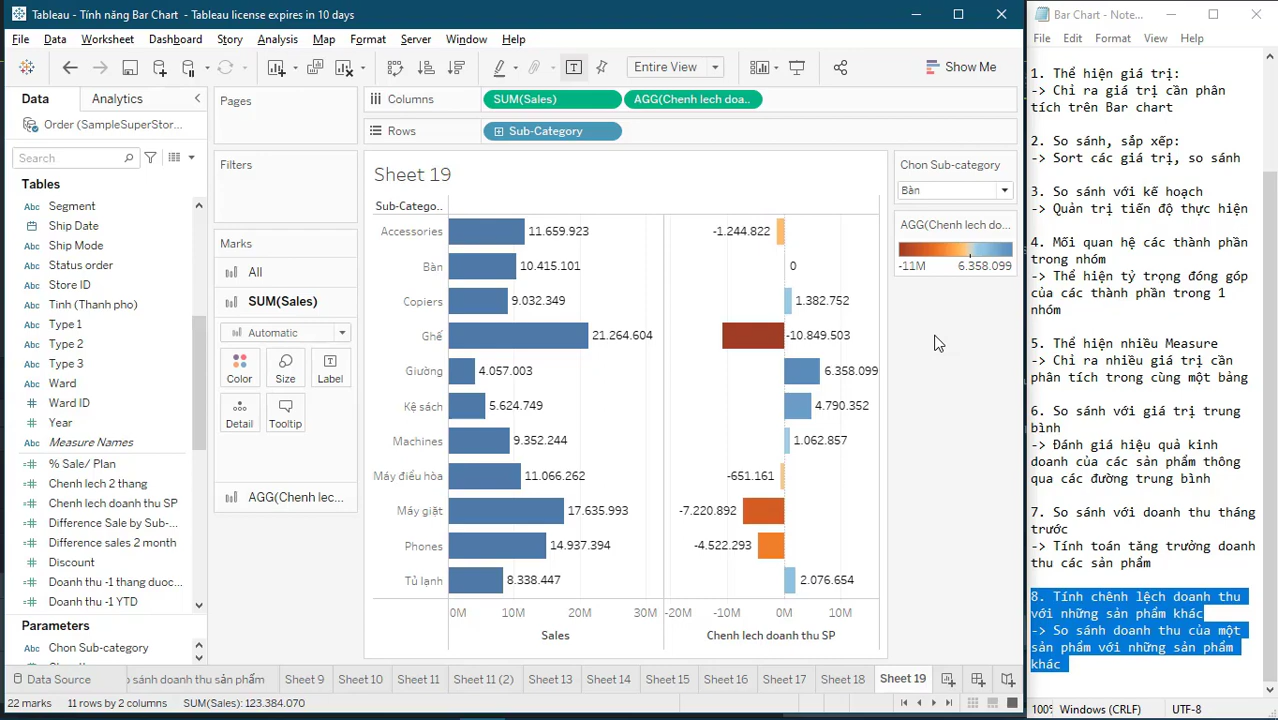 Tableau - Tính năng Bar Chart - Tableau license expires in 10 days
File Data Worksheet Dashboard Story Analysis Format Server Window Help
Entire View
Show Me
Data Analytics
Order (SampleSuperStor...
Search
Tables
Abc Segment
Ship Date
Abc Ship Mode
Abc Status order
Abc Store ID
Abc Tinh (Thanh pho)
Abc Type 1
Abc Type 2
Abc Type 3
Abc Ward
Abc Ward ID
Abc Year
Abc Measure Names
% Sale/ Plan
Chenh lech 2 thang
Chenh lech doanh thu SP
Difference Sale by Sub-...
Difference sales 2 month
Discount
Doanh thu -1 thang duoc...
Doanh thu -1 YTD
Parameters
Abc Chon Sub-category
Pages
Filters
Marks
All
SUM(Sales)
Automatic
Color Size Label
Detail Tooltip
AGG(Chenh lec...
Columns SUM(Sales) AGG(Chenh lech doa..
Rows Sub-Category
Sheet 19
Sub-Catego..
Accessories 11.659.923 -1.244.822
Bàn 10.415.101 0
Copiers 9.032.349 1.382.752
Ghế 21.264.604 -10.849.503
Giường 4.057.003 6.358.099
Kệ sách 5.624.749 4.790.352
Machines 9.352.244 1.062.857
Máy điều hòa 11.066.262 -651.161
Máy giặt 17.635.993 -7.220.892
Phones 14.937.394 -4.522.293
Tủ lạnh 8.338.447 2.076.654
0M 10M 20M 30M -20M -10M 0M 10M
Sales Chenh lech doanh thu SP
Chon Sub-category
Bàn
AGG(Chenh lech do...
-11M 6.358.099
Data Source o sánh doanh thu sản phẩm Sheet 9 Sheet 10 Sheet 11 Sheet 11 (2) Sheet 13 Sheet 14 Sheet 15 Sheet 16 Sheet 17 Sheet 18 Sheet 19
22 marks 11 rows by 2 columns SUM(Sales): 123.384.070
Bar Chart - Note...
File Edit Format View Help
1. Thể hiện giá trị:
-> Chỉ ra giá trị cần phân
tích trên Bar chart
2. So sánh, sắp xếp:
-> Sort các giá trị, so sánh
3. So sánh với kế hoạch
-> Quản trị tiến độ thực hiện
4. Mối quan hệ các thành phần
trong nhóm
-> Thể hiện tỷ trọng đóng góp
của các thành phần trong 1
nhóm
5. Thể hiện nhiều Measure
-> Chỉ ra nhiều giá trị cần
phân tích trong cùng một bảng
6. So sánh với giá trị trung
bình
-> Đánh giá hiệu quả kinh
doanh của các sản phẩm thông
qua các đường trung bình
7. So sánh với doanh thu tháng
trước
-> Tính toán tăng trưởng doanh
thu các sản phẩm
8. Tính chênh lệch doanh thu
với những sản phẩm khác
-> So sánh doanh thu của một
sản phẩm với những sản phẩm
khác
Windows (CRLF) UTF-8